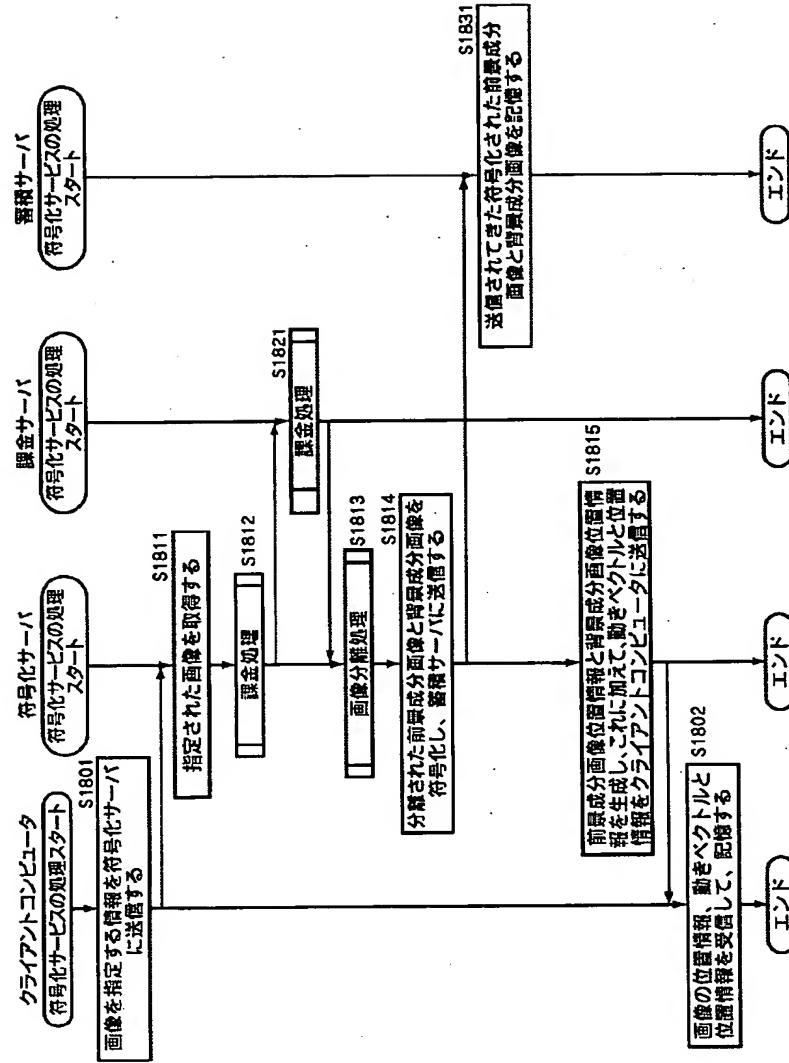 クライアントコンピュータ
符号化サービスの処理スタート
S1801
画像を指定する情報を符号化サーバ
に送信する
S1802
画像の位置情報、動きベクトルと
位置情報を受信して、記憶する
エンド
符号化サーバ
符号化サービスの処理
スタート
S1811
指定された画像を取得する
S1812
課金処理
S1813
画像分離処理
S1814
分離された前景成分画像と背景成分画像を
符号化し、蓄積サーバに送信する
S1815
前景成分画像位置情報と背景成分画像位置情
報を生成し、これに加えて、動きベクトルと位置
情報をクライアントコンピュータに送信する
エンド
課金サーバ
符号化サービスの処理
スタート
S1821
課金処理
エンド
蓄積サーバ
符号化サービスの処理
スタート
S1831
送信されてきた符号化された前景成分
画像と背景成分画像を記憶する
エンド